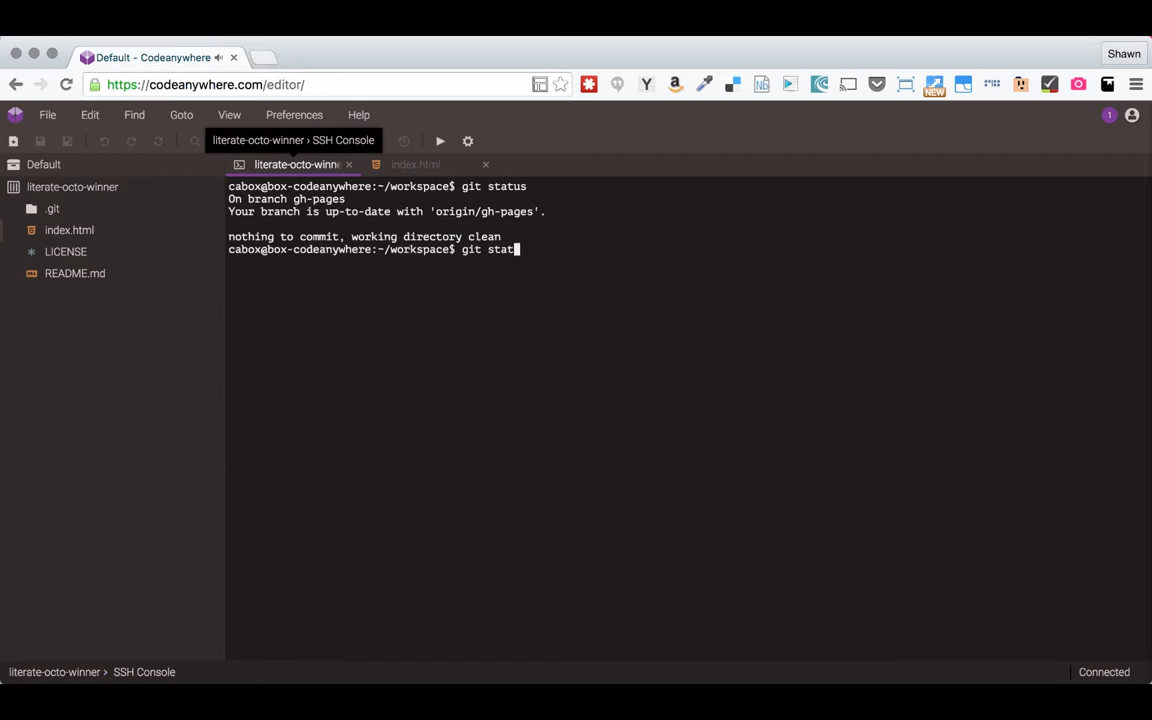 Default - Codeanywhere
Shawn
https://codeanywhere.com/editor/
Y
Nb
NEW
File Edit Find Goto View Preferences Help
1
literate-octo-winner › SSH Console
Default
literate-octo-winne
index.html
literate-octo-winner
.git
index.html
LICENSE
README.md
cabox@box-codeanywhere:~/workspace$ git status
On branch gh-pages
Your branch is up-to-date with 'origin/gh-pages'.
nothing to commit, working directory clean
cabox@box-codeanywhere:~/workspace$ git stat
literate-octo-winner › SSH Console
Connected